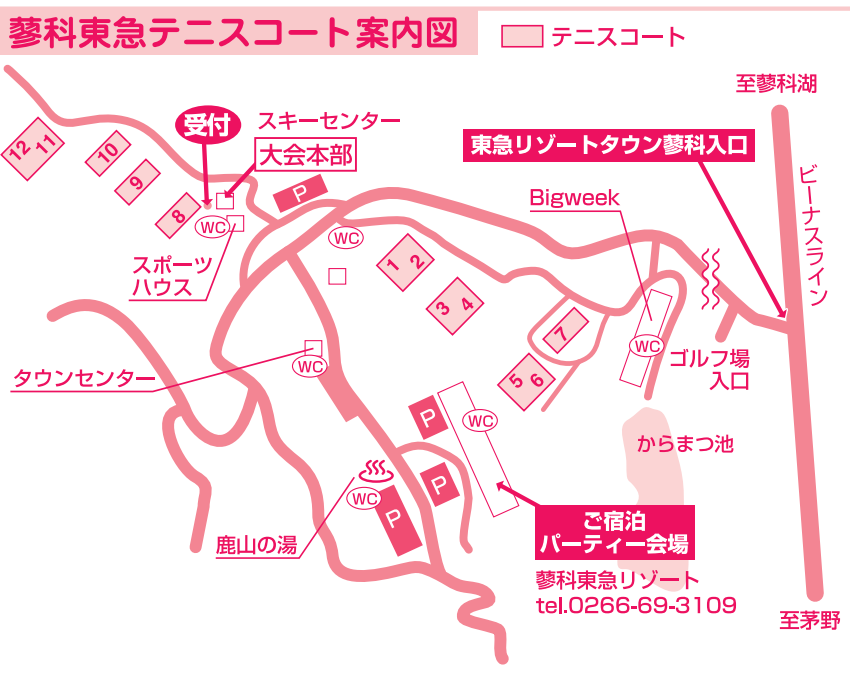 蓼科東急テニスコート案内図
テニスコート
至蓼科湖
受付
スキーセンター
大会本部
東急リゾートタウン蓼科入口
ビーナスライン
Bigweek
12
11
10
9
8
P
WC
WC
スポーツ
ハウス
1
2
3
4
7
5
6
WC
ゴルフ場
入口
タウンセンター
WC
P
WC
からまつ池
P
WC
P
鹿山の湯
ご宿泊
パーティー会場
蓼科東急リゾート
tel.0266-69-3109
至茅野